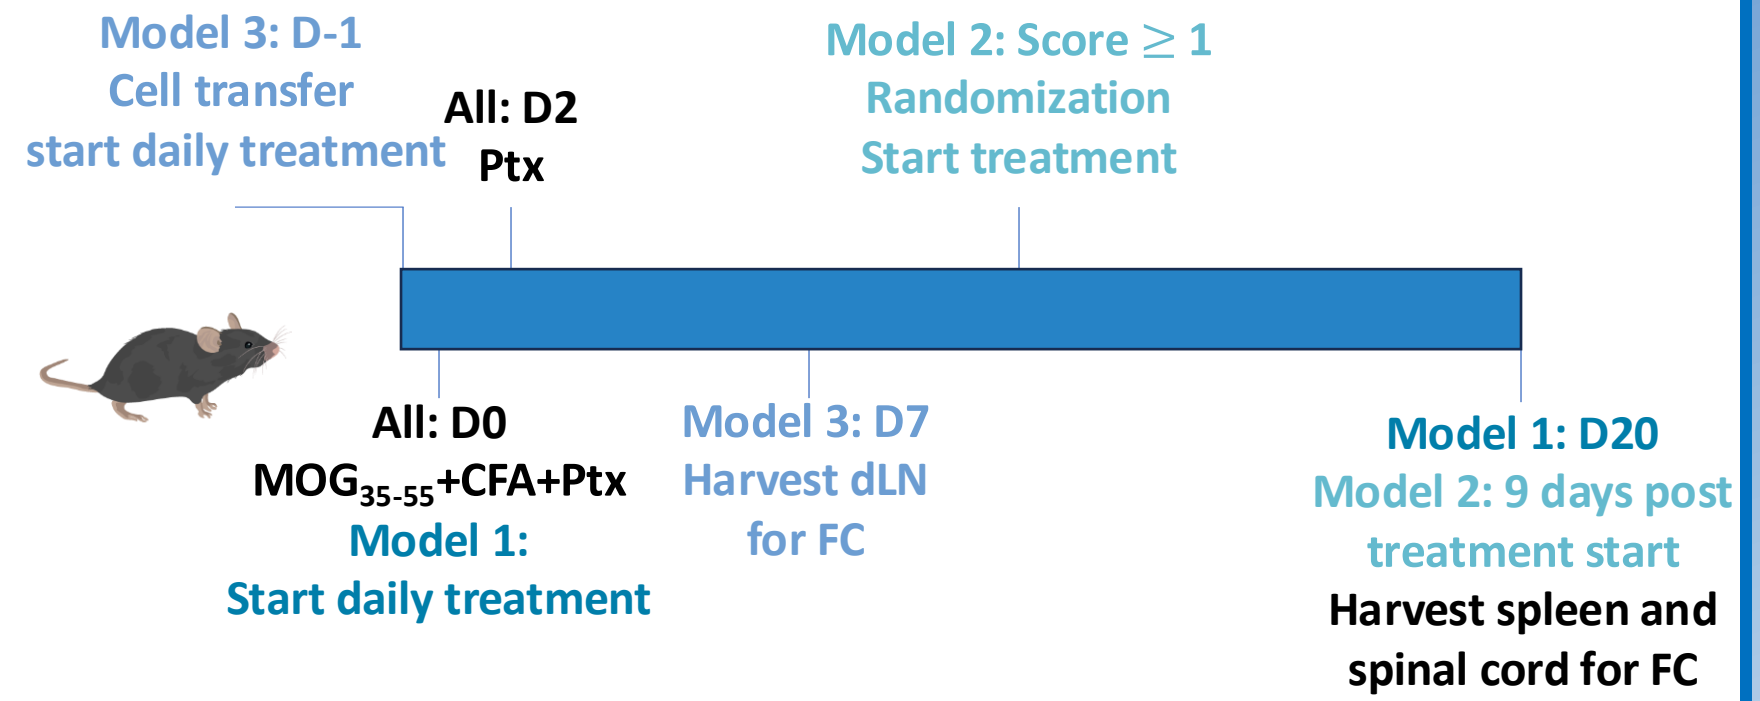 Model 3: D-1
Cell transfer
start daily treatment
All: D2
Ptx
Model 2: Score ≥ 1
Randomization
Start treatment
All: D0
MOG35-55+CFA+Ptx
Model 1:
Start daily treatment
Model 3: D7
Harvest dLN
for FC
Model 1: D20
Model 2: 9 days post
treatment start
Harvest spleen and
spinal cord for FC